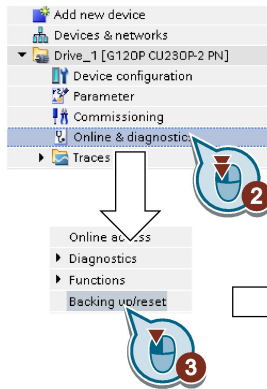 Add new device
Devices & networks
Drive_1 [G120P CU230P-2 PN]
Device configuration
Parameter
Commissioning
Online & diagnostic
Traces
2
Online access
Diagnostics
Functions
Backing up/reset
3